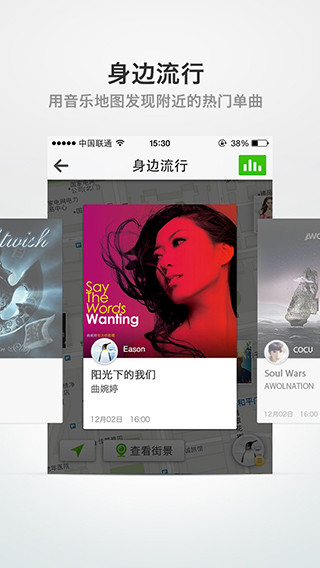 身边流行
用音乐地图发现附近的热门单曲
中国联通
15:30
38%
身边流行
Say
The
Words
Wanting
Eason
阳光下的我们
曲婉婷
12月02日 16:00
COCU
Soul Wars
AWOLNATION
12月02日 16:00
查看街景